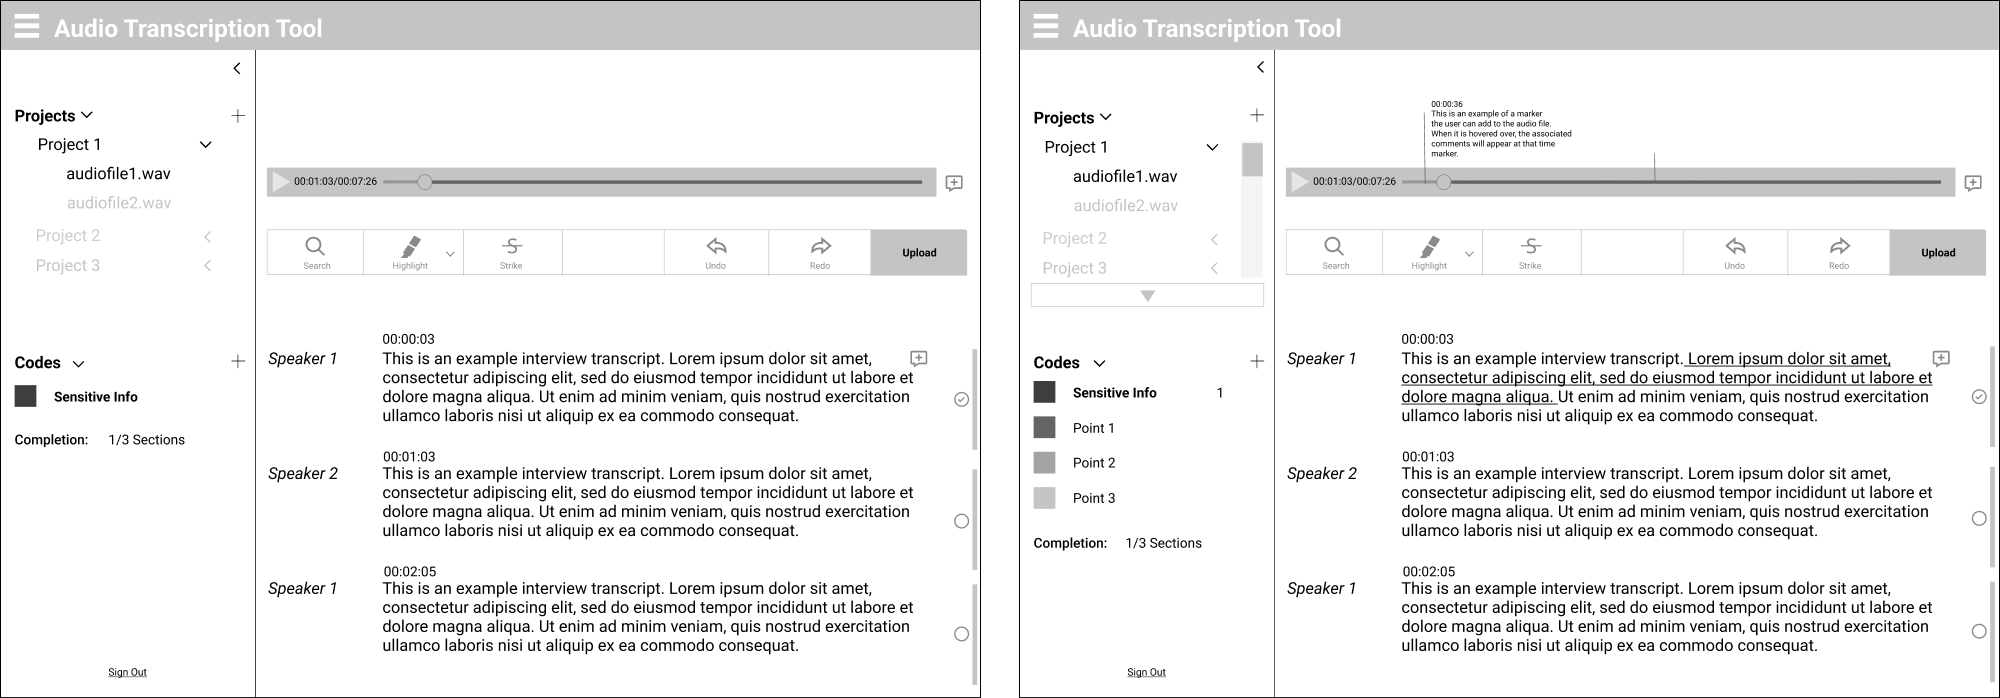 Audio Transcription Tool
Projects
Project 1
audiofile1.wav
audiofile2.wav
Project 2
Project 3
Codes
Sensitive Info
Completion: 1/3 Sections
Sign Out
00:01:03/00:07:26
Search
Highlight
Strike
Undo
Redo
Upload
00:00:03
Speaker 1
This is an example interview transcript. Lorem ipsum dolor sit amet,
consectetur adipiscing elit, sed do eiusmod tempor incididunt ut labore et
dolore magna aliqua. Ut enim ad minim veniam, quis nostrud exercitation
ullamco laboris nisi ut aliquip ex ea commodo consequat.
00:01:03
Speaker 2
This is an example interview transcript. Lorem ipsum dolor sit amet,
consectetur adipiscing elit, sed do eiusmod tempor incididunt ut labore et
dolore magna aliqua. Ut enim ad minim veniam, quis nostrud exercitation
ullamco laboris nisi ut aliquip ex ea commodo consequat.
00:02:05
Speaker 1
This is an example interview transcript. Lorem ipsum dolor sit amet,
consectetur adipiscing elit, sed do eiusmod tempor incididunt ut labore et
dolore magna aliqua. Ut enim ad minim veniam, quis nostrud exercitation
ullamco laboris nisi ut aliquip ex ea commodo consequat.
Audio Transcription Tool
Projects
Project 1
audiofile1.wav
audiofile2.wav
Project 2
Project 3
Codes
Sensitive Info 1
Point 1
Point 2
Point 3
Completion: 1/3 Sections
Sign Out
00:00:36
This is an example of a marker
the user can add to the audio file.
When it is hovered over, the associated
comments will appear at that time
marker.
00:01:03/00:07:26
Search
Highlight
Strike
Undo
Redo
Upload
00:00:03
Speaker 1
This is an example interview transcript. Lorem ipsum dolor sit amet,
consectetur adipiscing elit, sed do eiusmod tempor incididunt ut labore et
dolore magna aliqua. Ut enim ad minim veniam, quis nostrud exercitation
ullamco laboris nisi ut aliquip ex ea commodo consequat.
00:01:03
Speaker 2
This is an example interview transcript. Lorem ipsum dolor sit amet,
consectetur adipiscing elit, sed do eiusmod tempor incididunt ut labore et
dolore magna aliqua. Ut enim ad minim veniam, quis nostrud exercitation
ullamco laboris nisi ut aliquip ex ea commodo consequat.
00:02:05
Speaker 1
This is an example interview transcript. Lorem ipsum dolor sit amet,
consectetur adipiscing elit, sed do eiusmod tempor incididunt ut labore et
dolore magna aliqua. Ut enim ad minim veniam, quis nostrud exercitation
ullamco laboris nisi ut aliquip ex ea commodo consequat.